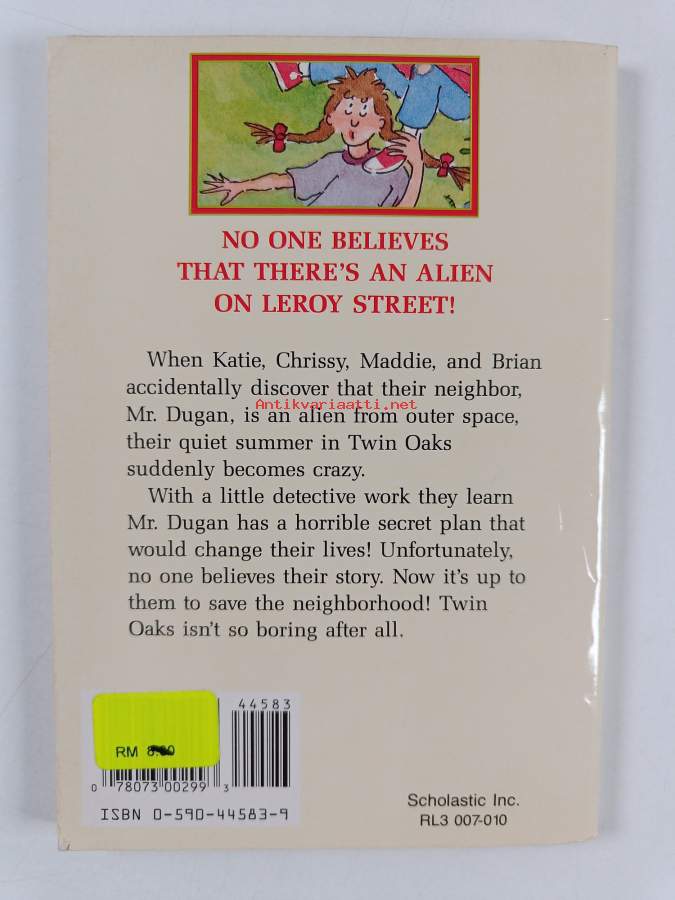 NO ONE BELIEVES
THAT THERE'S AN ALIEN
ON LEROY STREET!
When Katie, Chrissy, Maddie, and Brian
accidentally discover that their neighbor,
Antikvariaatti.net
Mr. Dugan, is an alien from outer space,
their quiet summer in Twin Oaks
suddenly becomes crazy.
With a little detective work they learn
Mr. Dugan has a horrible secret plan that
would change their lives! Unfortunately,
no one believes their story. Now it's up to
them to save the neighborhood! Twin
Oaks isn't so boring after all.
44583
RM
0 78073 00299 3
ISBN 0-590-44583-9
Scholastic Inc.
RL3 007-010